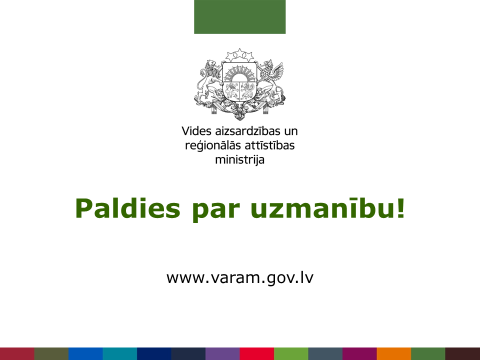 Vides aizsardzības un
reģionālās attīstības
ministrija
Paldies par uzmanību!
www.varam.gov.lv